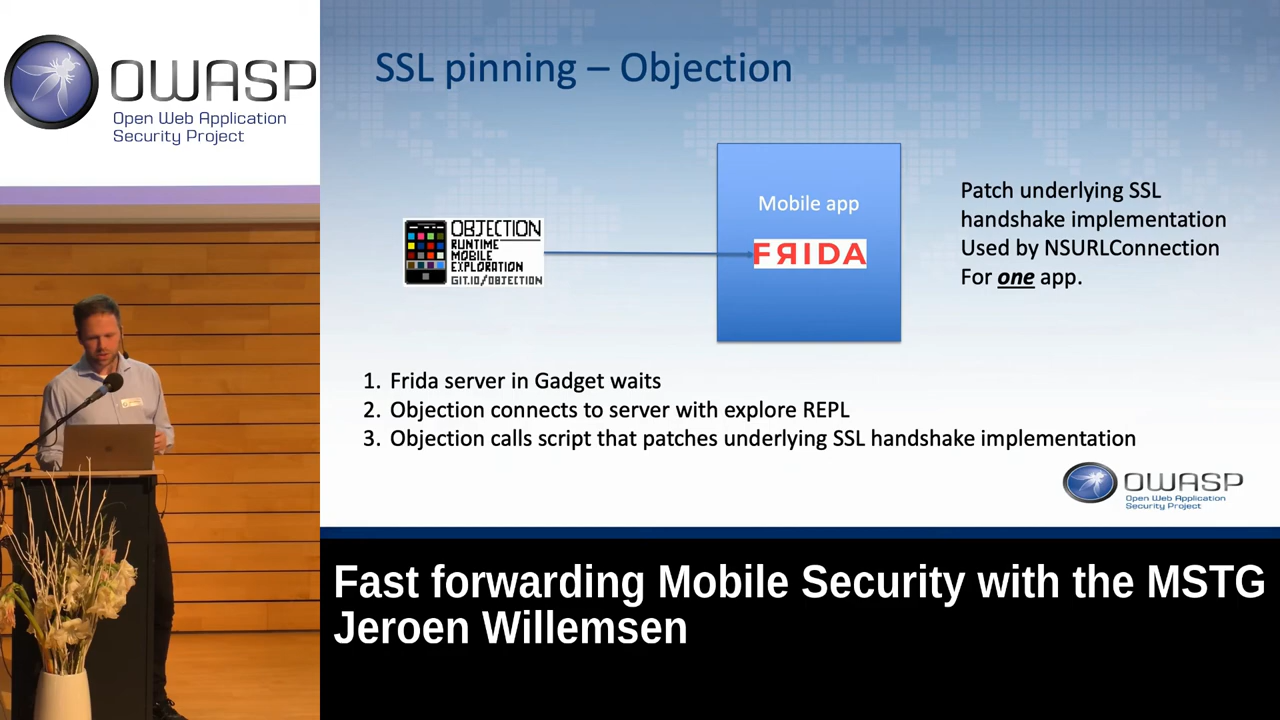 OWASP
Open Web Application
Security Project
SSL pinning – Objection
OBJECTION
RUNTIME
MOBILE
EXPLORATION
GIT.IO/OBJECTION
Mobile app
FRIDA
Patch underlying SSL
handshake implementation
Used by NSURLConnection
For one app.
1. Frida server in Gadget waits
2. Objection connects to server with explore REPL
3. Objection calls script that patches underlying SSL handshake implementation
OWASP
Open Web Application
Security Project
Fast forwarding Mobile Security with the MSTG
Jeroen Willemsen